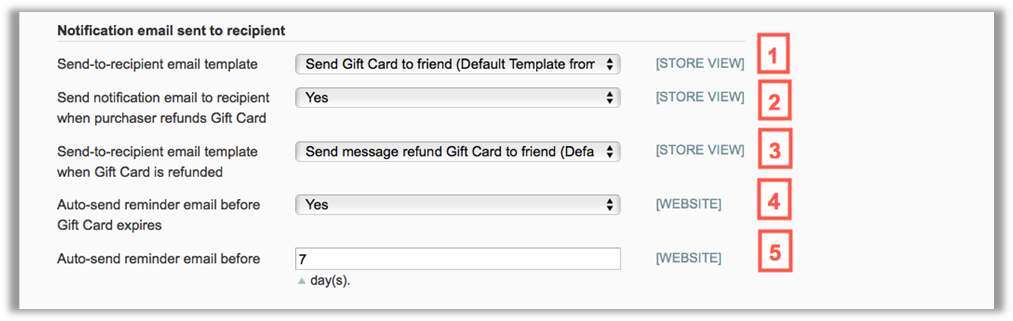 Notification email sent to recipient
Send-to-recipient email template Send Gift Card to friend (Default Template from [STORE VIEW] 1
Send notification email to recipient Yes [STORE VIEW] 2
when purchaser refunds Gift Card
Send-to-recipient email template Send message refund Gift Card to friend (Defa [STORE VIEW] 3
when Gift Card is refunded
Auto-send reminder email before Yes [WEBSITE] 4
Gift Card expires
Auto-send reminder email before 7 [WEBSITE] 5
day(s).